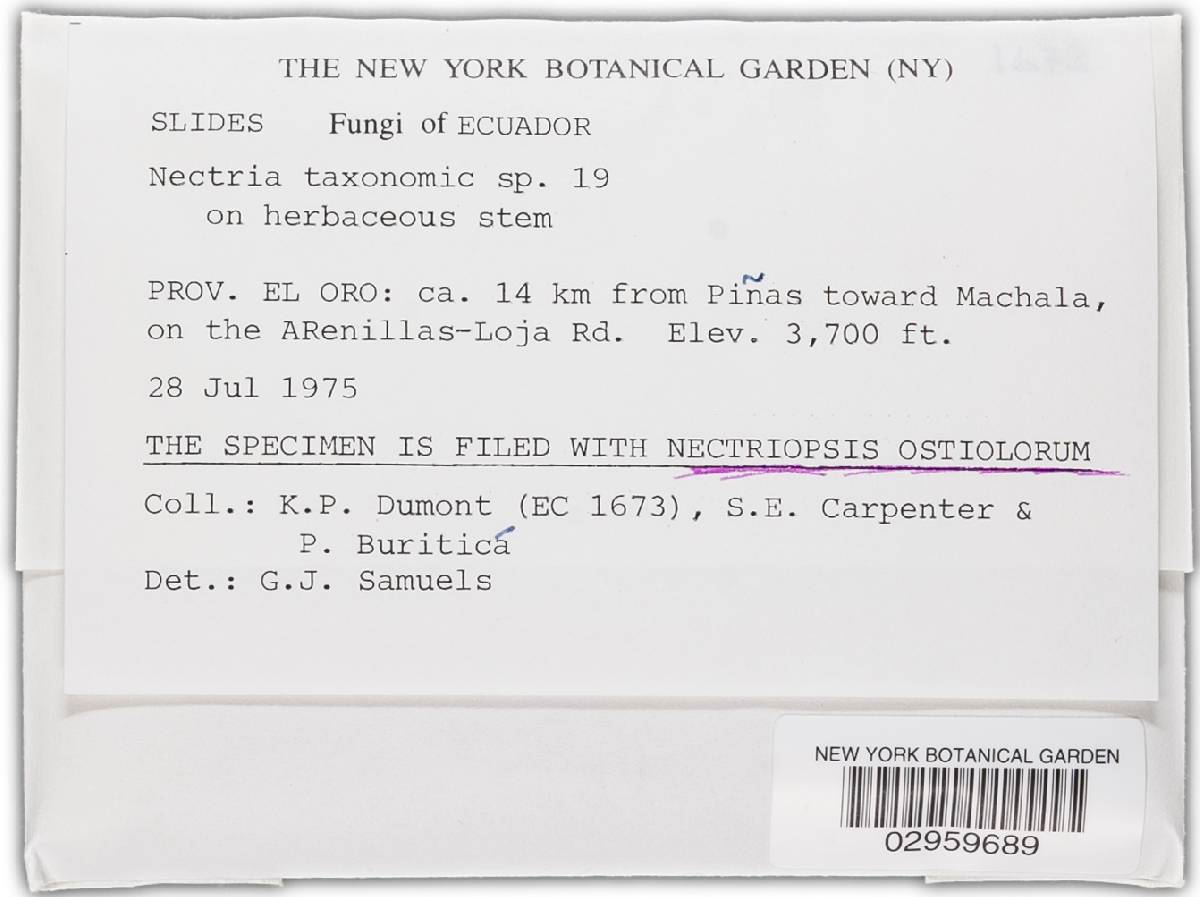 THE NEW YORK BOTANICAL GARDEN (NY)
SLIDES Fungi of ECUADOR
Nectria taxonomic sp. 19
on herbaceous stem
PROV. EL ORO: ca. 14 km from Piñas toward Machala,
on the ARenillas-Loja Rd. Elev. 3,700 ft.
28 Jul 1975
THE SPECIMEN IS FILED WITH NECTRIOPSIS OSTIOLORUM
Coll.: K.P. Dumont (EC 1673), S.E. Carpenter &
P. Buriticá
Det.: G.J. Samuels
NEW YORK BOTANICAL GARDEN
02959689